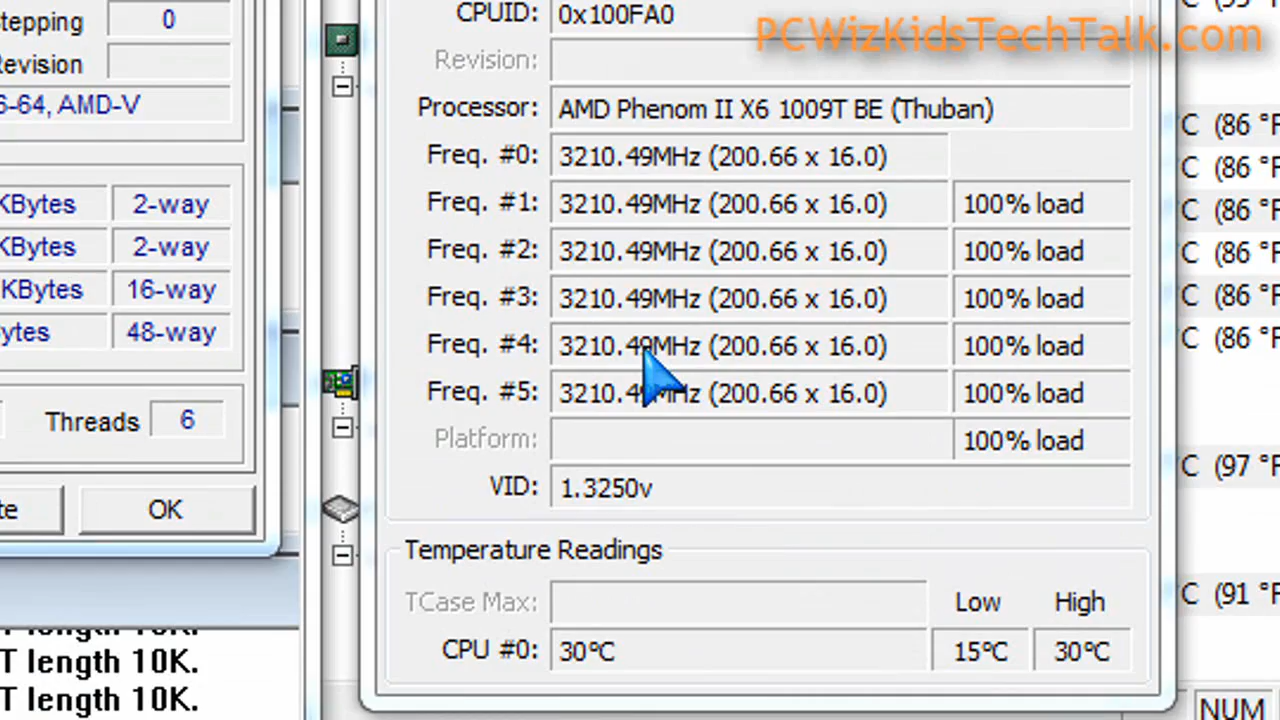 Stepping 0
Revision
6-64, AMD-V
KBytes 2-way
KBytes 2-way
KBytes 16-way
ytes 48-way
Threads 6
OK
T length 10K.
T length 10K.
CPUID: 0x100FA0
PCWizKidsTechTalk.com
Revision:
Processor: AMD Phenom II X6 1009T BE (Thuban)
Freq. #0: 3210.49MHz (200.66 x 16.0)
Freq. #1: 3210.49MHz (200.66 x 16.0) 100% load
Freq. #2: 3210.49MHz (200.66 x 16.0) 100% load
Freq. #3: 3210.49MHz (200.66 x 16.0) 100% load
Freq. #4: 3210.49MHz (200.66 x 16.0) 100% load
Freq. #5: 3210.49MHz (200.66 x 16.0) 100% load
Platform: 100% load
VID: 1.3250v
Temperature Readings
TCase Max: Low High
CPU #0: 30°C 15°C 30°C
C (86 °F
C (86 °F
C (86 °F
C (86 °F
C (86 °F
C (86 °F
C (97 °F
C (91 °F
NUM